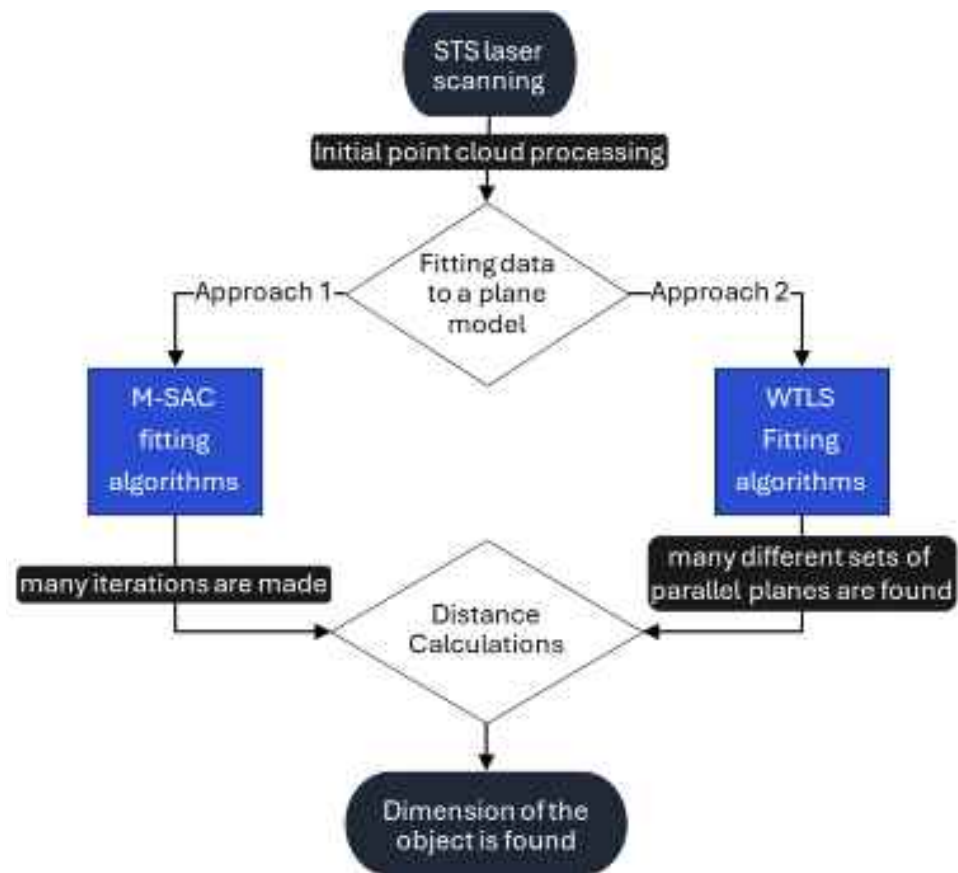 STS laser
scanning
Initial point cloud processing
Fitting data
to a plane
model
Approach 1
Approach 2
M-SAC
fitting
algorithms
WTLS
Fitting
algorithms
many iterations are made
many different sets of
parallel planes are found
Distance
Calculations
Dimension of the
object is found